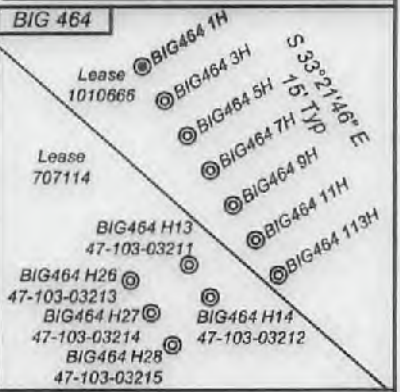 BIG 464
BIG464 1H
Lease
1010666
BIG464 3H
S 33°21'46" E
15' Typ
BIG464 5H
BIG464 7H
Lease
707114
BIG464 9H
BIG464 11H
BIG464 113H
BIG464 H13
47-103-03211
BIG464 H26
47-103-03213
BIG464 H27
47-103-03214
BIG464 H14
47-103-03212
BIG464 H28
47-103-03215